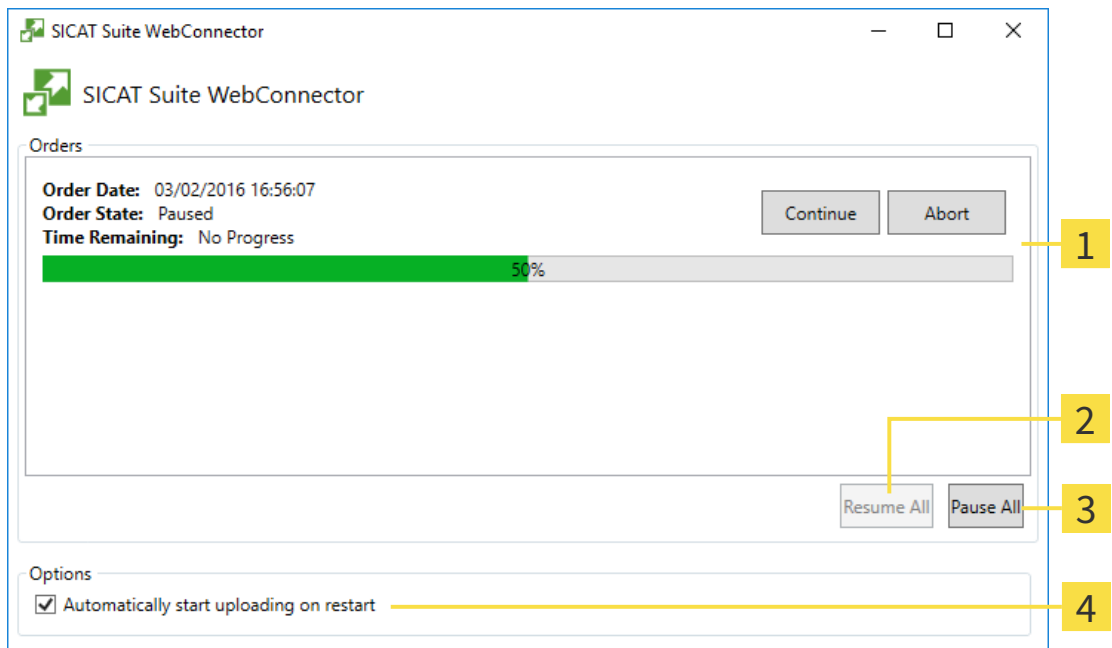 SICAT Suite WebConnector
SICAT Suite WebConnector
Orders
Order Date: 03/02/2016 16:56:07
Order State: Paused
Time Remaining: No Progress
Continue Abort
1
50%
2
Resume All Pause All
3
Options
Automatically start uploading on restart
4